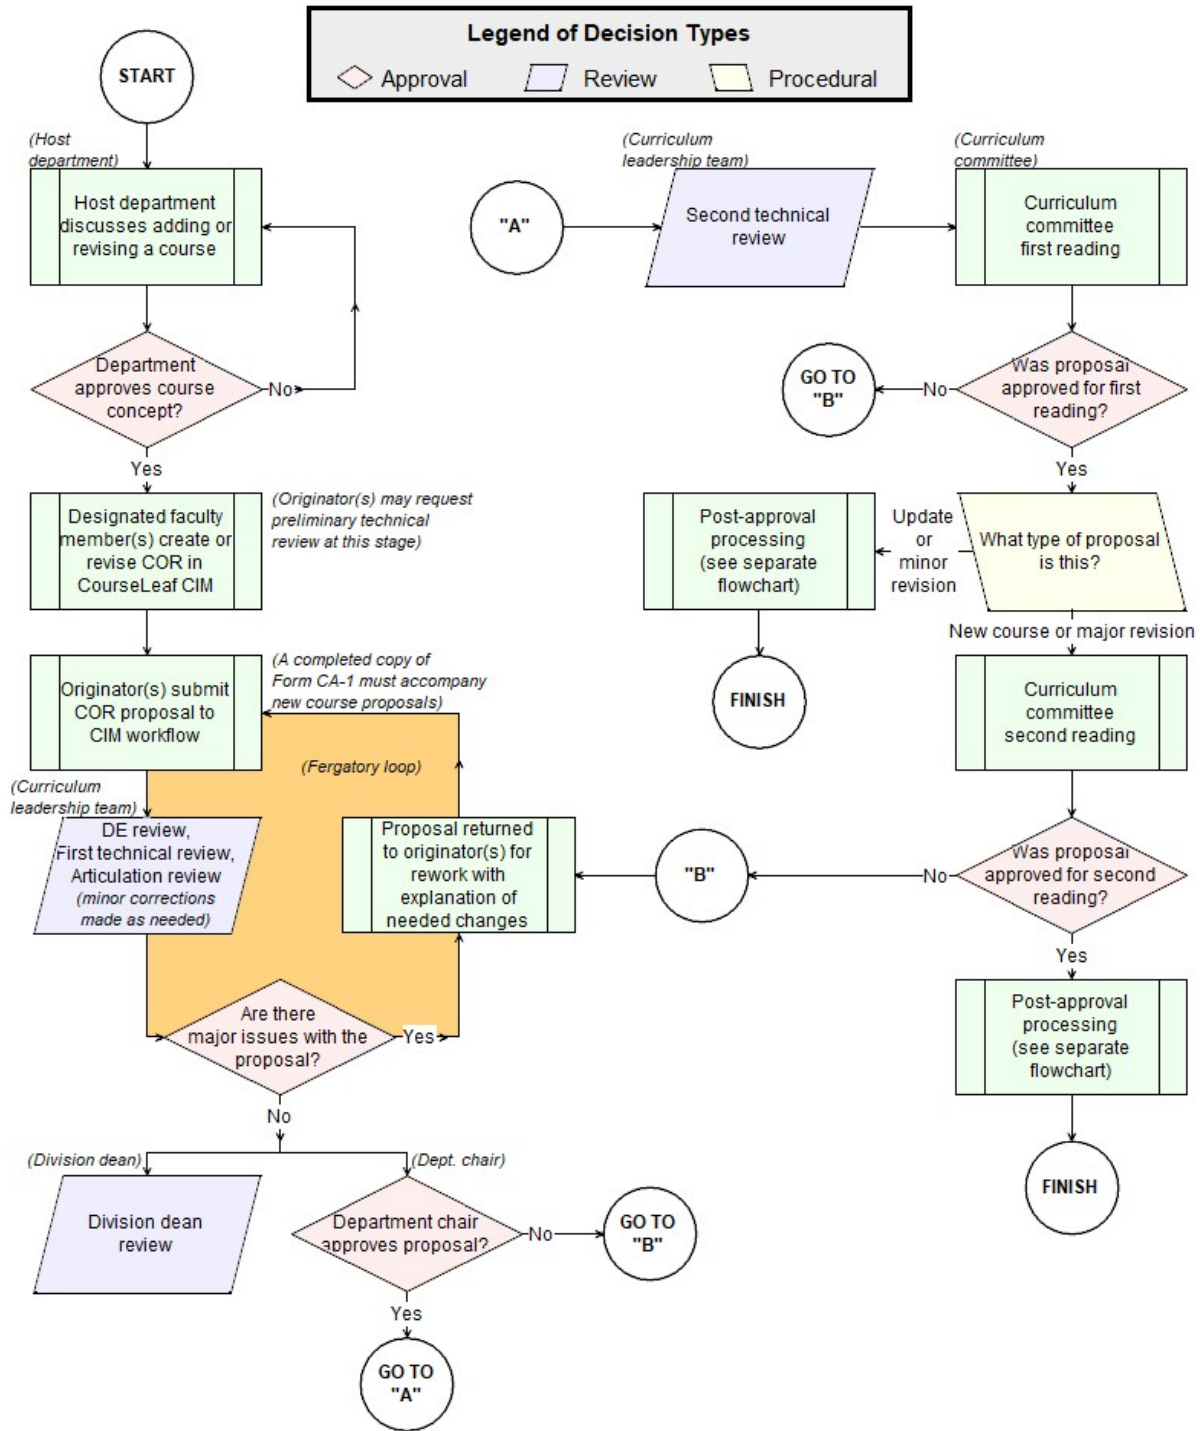 Legend of Decision Types
Approval
Review
Procedural
START
(Host
department)
Host department
discusses adding or
revising a course
Department
approves course
concept?
No
Yes
Designated faculty
member(s) create or
revise COR in
CourseLeaf CIM
(Originator(s) may request
preliminary technical
review at this stage)
Originator(s) submit
COR proposal to
CIM workflow
(A completed copy of
Form CA-1 must accompany
new course proposals)
(Fergatory loop)
(Curriculum
leadership team)
DE review,
First technical review,
Articulation review
(minor corrections
made as needed)
Proposal returned
to originator(s) for
rework with
explanation of
needed changes
Are there
major issues with the
proposal?
Yes
No
(Division dean)
Division dean
review
(Dept. chair)
Department chair
approves proposal?
No
GO TO
"B"
Yes
GO TO
"A"
"A"
(Curriculum
leadership team)
Second technical
review
(Curriculum
committee)
Curriculum
committee
first reading
Was proposal
approved for first
reading?
No
GO TO
"B"
Yes
What type of proposal
is this?
Update
or
minor
revision
Post-approval
processing
(see separate
flowchart)
FINISH
New course or major revision
Curriculum
committee
second reading
Was proposal
approved for second
reading?
No
"B"
Yes
Post-approval
processing
(see separate
flowchart)
FINISH